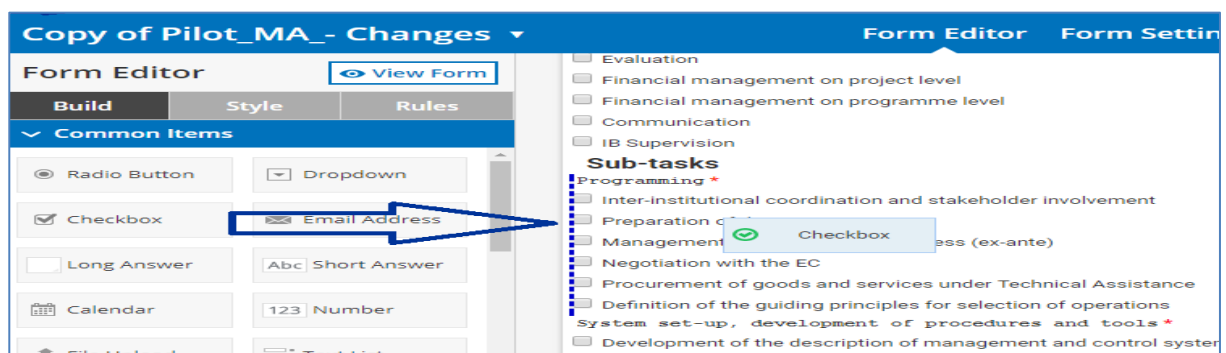 Copy of Pilot_MA_- Changes
Form Editor
Form Settin
Form Editor
View Form
Build
Style
Rules
Common Items
Radio Button
Dropdown
Checkbox
Email Address
Long Answer
Abc Short Answer
Calendar
123 Number
Evaluation
Financial management on project level
Financial management on programme level
Communication
IB Supervision
Sub-tasks
Programming *
Inter-institutional coordination and stakeholder involvement
Preparation
Checkbox
Management ess (ex-ante)
Negotiation with the EC
Procurement of goods and services under Technical Assistance
Definition of the guiding principles for selection of operations
System set-up, development of procedures and tools *
Development of the description of management and control syster